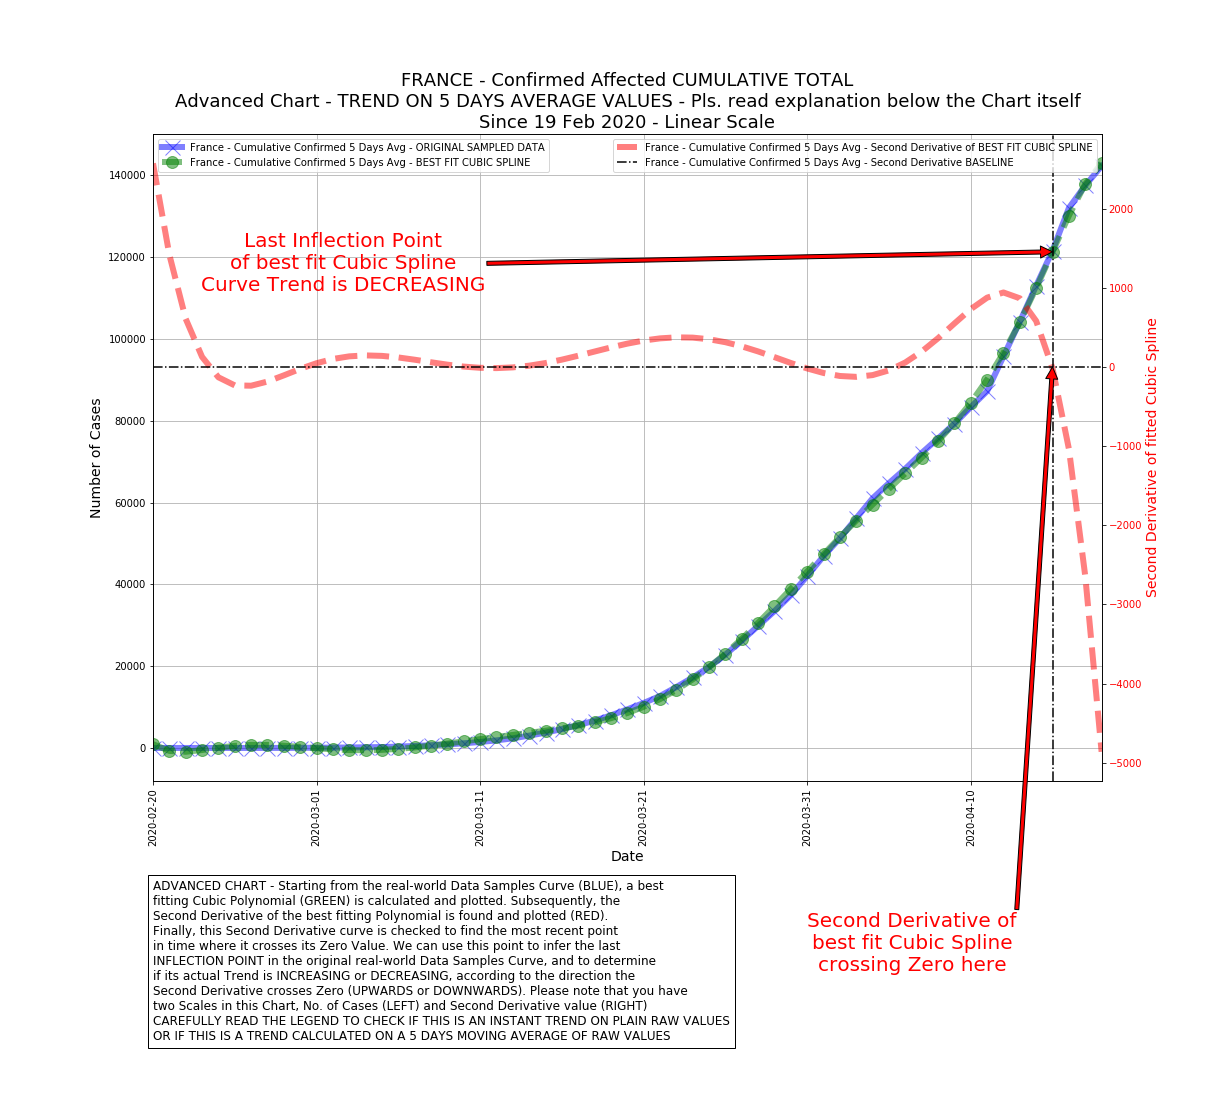 FRANCE - Confirmed Affected CUMULATIVE TOTAL
Advanced Chart - TREND ON 5 DAYS AVERAGE VALUES - Pls. read explanation below the Chart itself
Since 19 Feb 2020 - Linear Scale
France - Cumulative Confirmed 5 Days Avg - ORIGINAL SAMPLED DATA
France - Cumulative Confirmed 5 Days Avg - BEST FIT CUBIC SPLINE
France - Cumulative Confirmed 5 Days Avg - Second Derivative of BEST FIT CUBIC SPLINE
France - Cumulative Confirmed 5 Days Avg - Second Derivative BASELINE
Last Inflection Point
of best fit Cubic Spline
Curve Trend is DECREASING
Number of Cases
140000
120000
100000
80000
60000
40000
20000
0
2000
1000
0
−1000
−2000
−3000
−4000
−5000
Second Derivative of fitted Cubic Spline
2020-02-20
2020-03-01
2020-03-11
2020-03-21
2020-03-31
2020-04-10
Date
Second Derivative of
best fit Cubic Spline
crossing Zero here
ADVANCED CHART - Starting from the real-world Data Samples Curve (BLUE), a best
fitting Cubic Polynomial (GREEN) is calculated and plotted. Subsequently, the
Second Derivative of the best fitting Polynomial is found and plotted (RED).
Finally, this Second Derivative curve is checked to find the most recent point
in time where it crosses its Zero Value. We can use this point to infer the last
INFLECTION POINT in the original real-world Data Samples Curve, and to determine
if its actual Trend is INCREASING or DECREASING, according to the direction the
Second Derivative crosses Zero (UPWARDS or DOWNWARDS). Please note that you have
two Scales in this Chart, No. of Cases (LEFT) and Second Derivative value (RIGHT)
CAREFULLY READ THE LEGEND TO CHECK IF THIS IS AN INSTANT TREND ON PLAIN RAW VALUES
OR IF THIS IS A TREND CALCULATED ON A 5 DAYS MOVING AVERAGE OF RAW VALUES